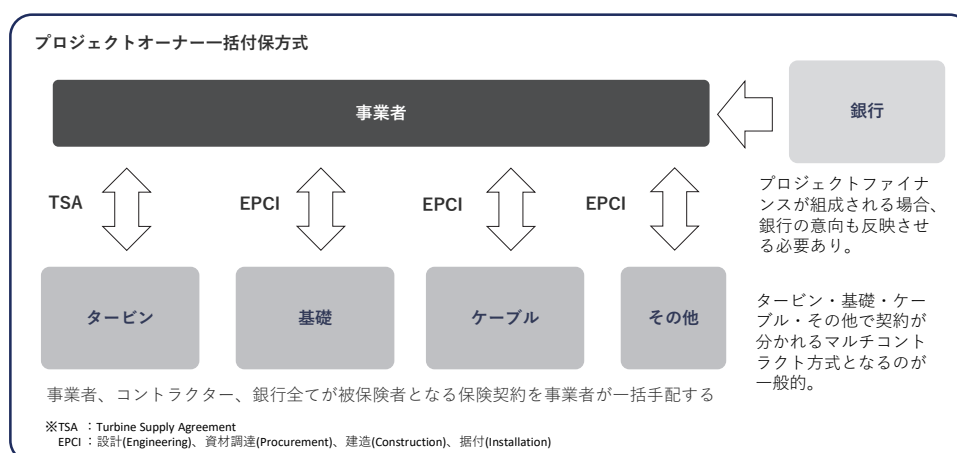 プロジェクトオーナー一括付保方式
事業者
銀行
TSA
EPCI
EPCI
EPCI
プロジェクトファイナ
ンスが組成される場合、
銀行の意向も反映させ
る必要あり。
タービン
基礎
ケーブル
その他
タービン・基礎・ケー
ブル・その他で契約が
分かれるマルチコント
ラクト方式となるのが
一般的。
事業者、コントラクター、銀行全てが被保険者となる保険契約を事業者が一括手配する
※TSA ：Turbine Supply Agreement
EPCI ：設計(Engineering)、資材調達(Procurement)、建造(Construction)、据付(Installation)